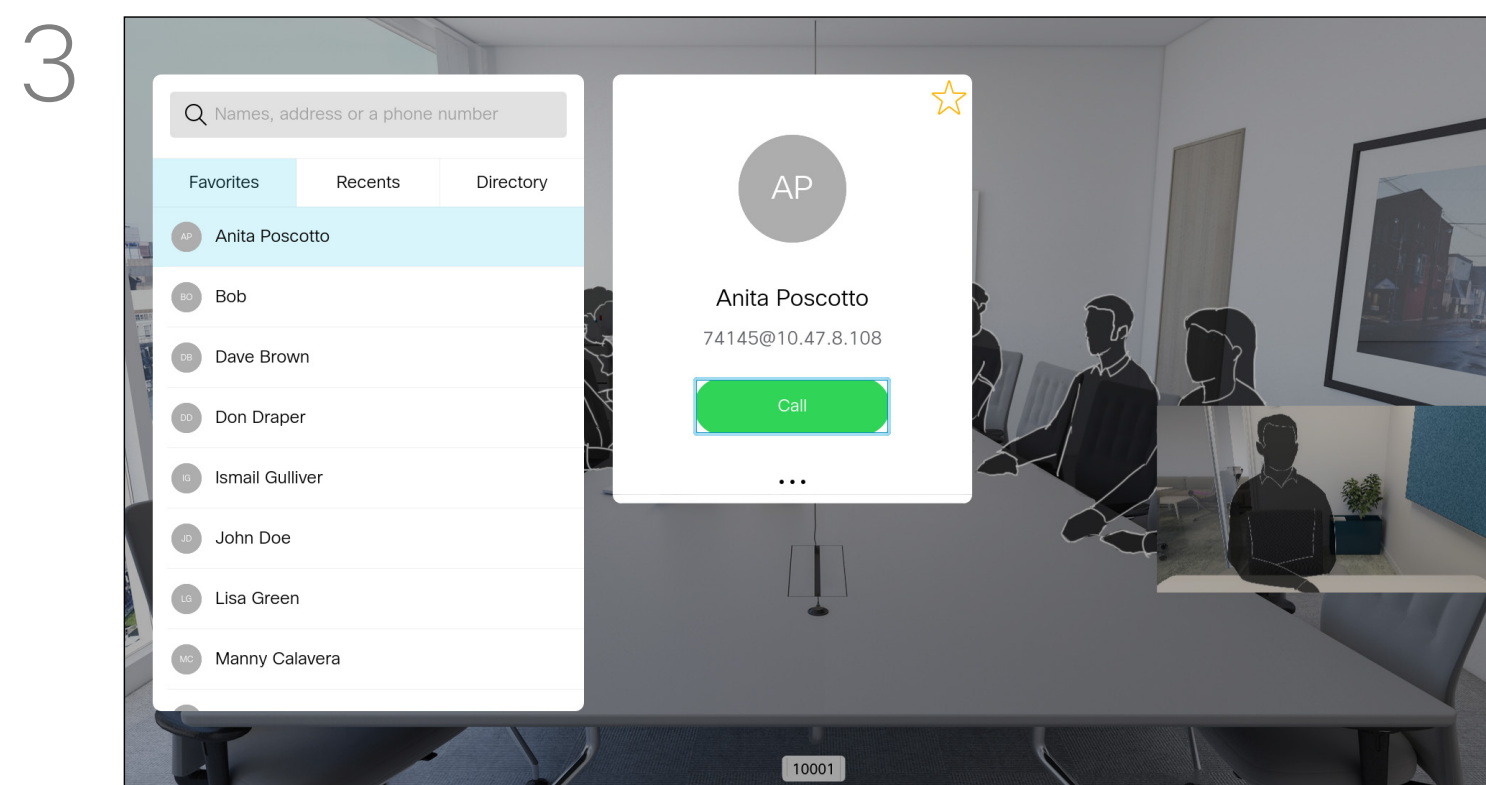 3
Names, address or a phone number
Favorites Recents Directory
AP Anita Poscotto
BO Bob
DB Dave Brown
DD Don Draper
IG Ismail Gulliver
JD John Doe
LG Lisa Green
MC Manny Calavera
AP
Anita Poscotto
74145@10.47.8.108
Call
10001